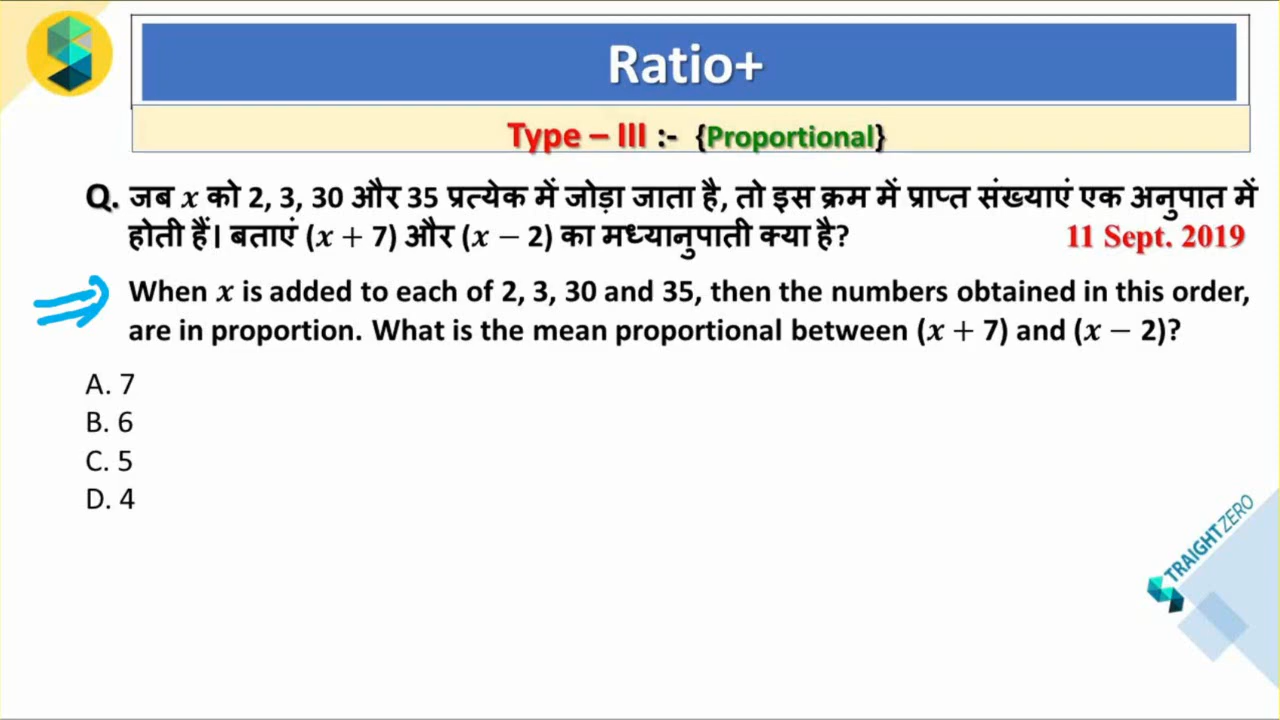 Ratio+
Type – III :- {Proportional}
Q. जब x को 2, 3, 30 और 35 प्रत्येक में जोड़ा जाता है, तो इस क्रम में प्राप्त संख्याएं एक अनुपात में
होती हैं। बताएं (x + 7) और (x − 2) का मध्यानुपाती क्या है?
11 Sept. 2019
When x is added to each of 2, 3, 30 and 35, then the numbers obtained in this order,
are in proportion. What is the mean proportional between (x + 7) and (x − 2)?
A. 7
B. 6
C. 5
D. 4
TRAIGHTZERO